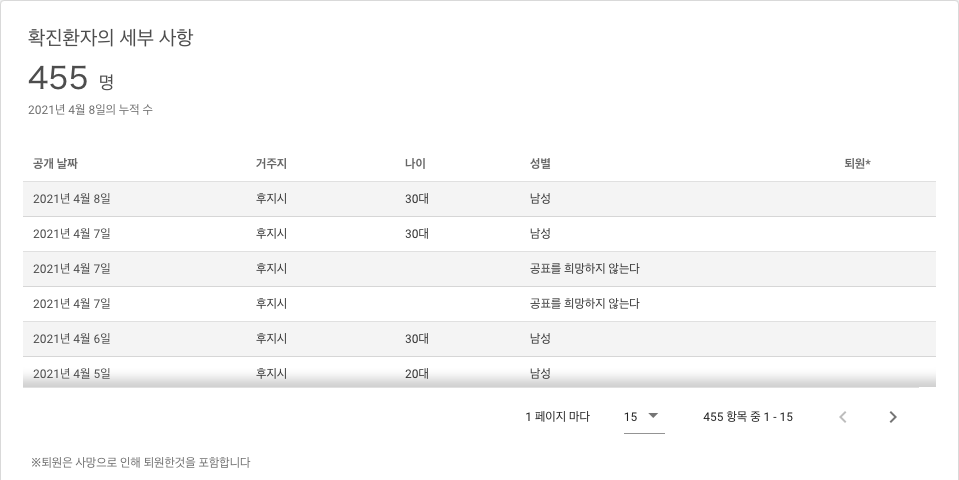 확진환자의 세부 사항
455 명
2021년 4월 8일의 누적 수
공개 날짜 거주지 나이 성별 퇴원*
2021년 4월 8일 후지시 30대 남성
2021년 4월 7일 후지시 30대 남성
2021년 4월 7일 후지시 공표를 희망하지 않는다
2021년 4월 7일 후지시 공표를 희망하지 않는다
2021년 4월 6일 후지시 30대 남성
2021년 4월 5일 후지시 20대 남성
1 페이지 마다 15 455 항목 중 1 - 15
※퇴원은 사망으로 인해 퇴원한것을 포함합니다